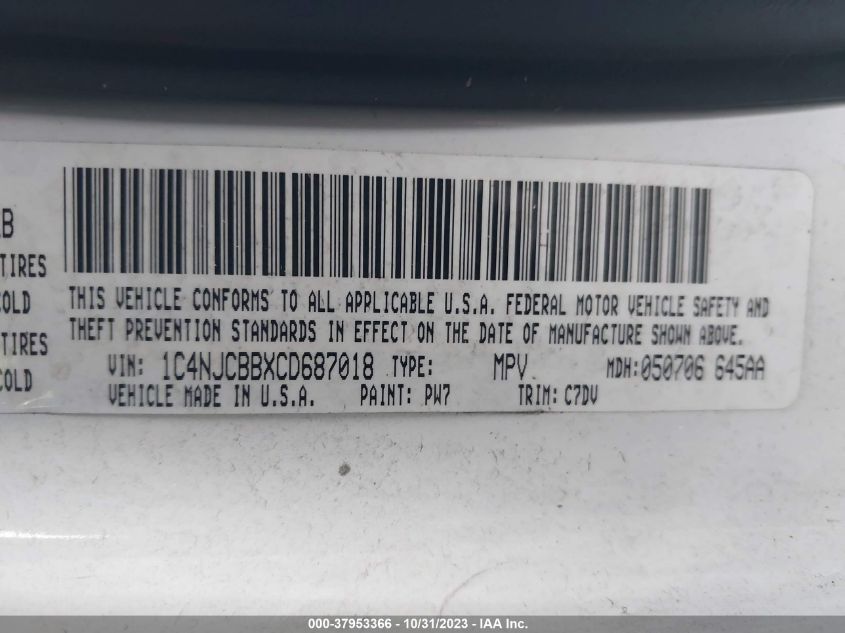 B
TIRES
COLD
TIRES
COLD
THIS VEHICLE CONFORMS TO ALL APPLICABLE U.S.A. FEDERAL MOTOR VEHICLE SAFETY AND
THEFT PREVENTION STANDARDS IN EFFECT ON THE DATE OF MANUFACTURE SHOWN ABOVE.
VIN: 1C4NJCBBXCD687018 TYPE: MPV MDH:050706 645AA
VEHICLE MADE IN U.S.A. PAINT: PW7 TRIM: C7DV
000-37953366 - 10/31/2023 - IAA Inc.